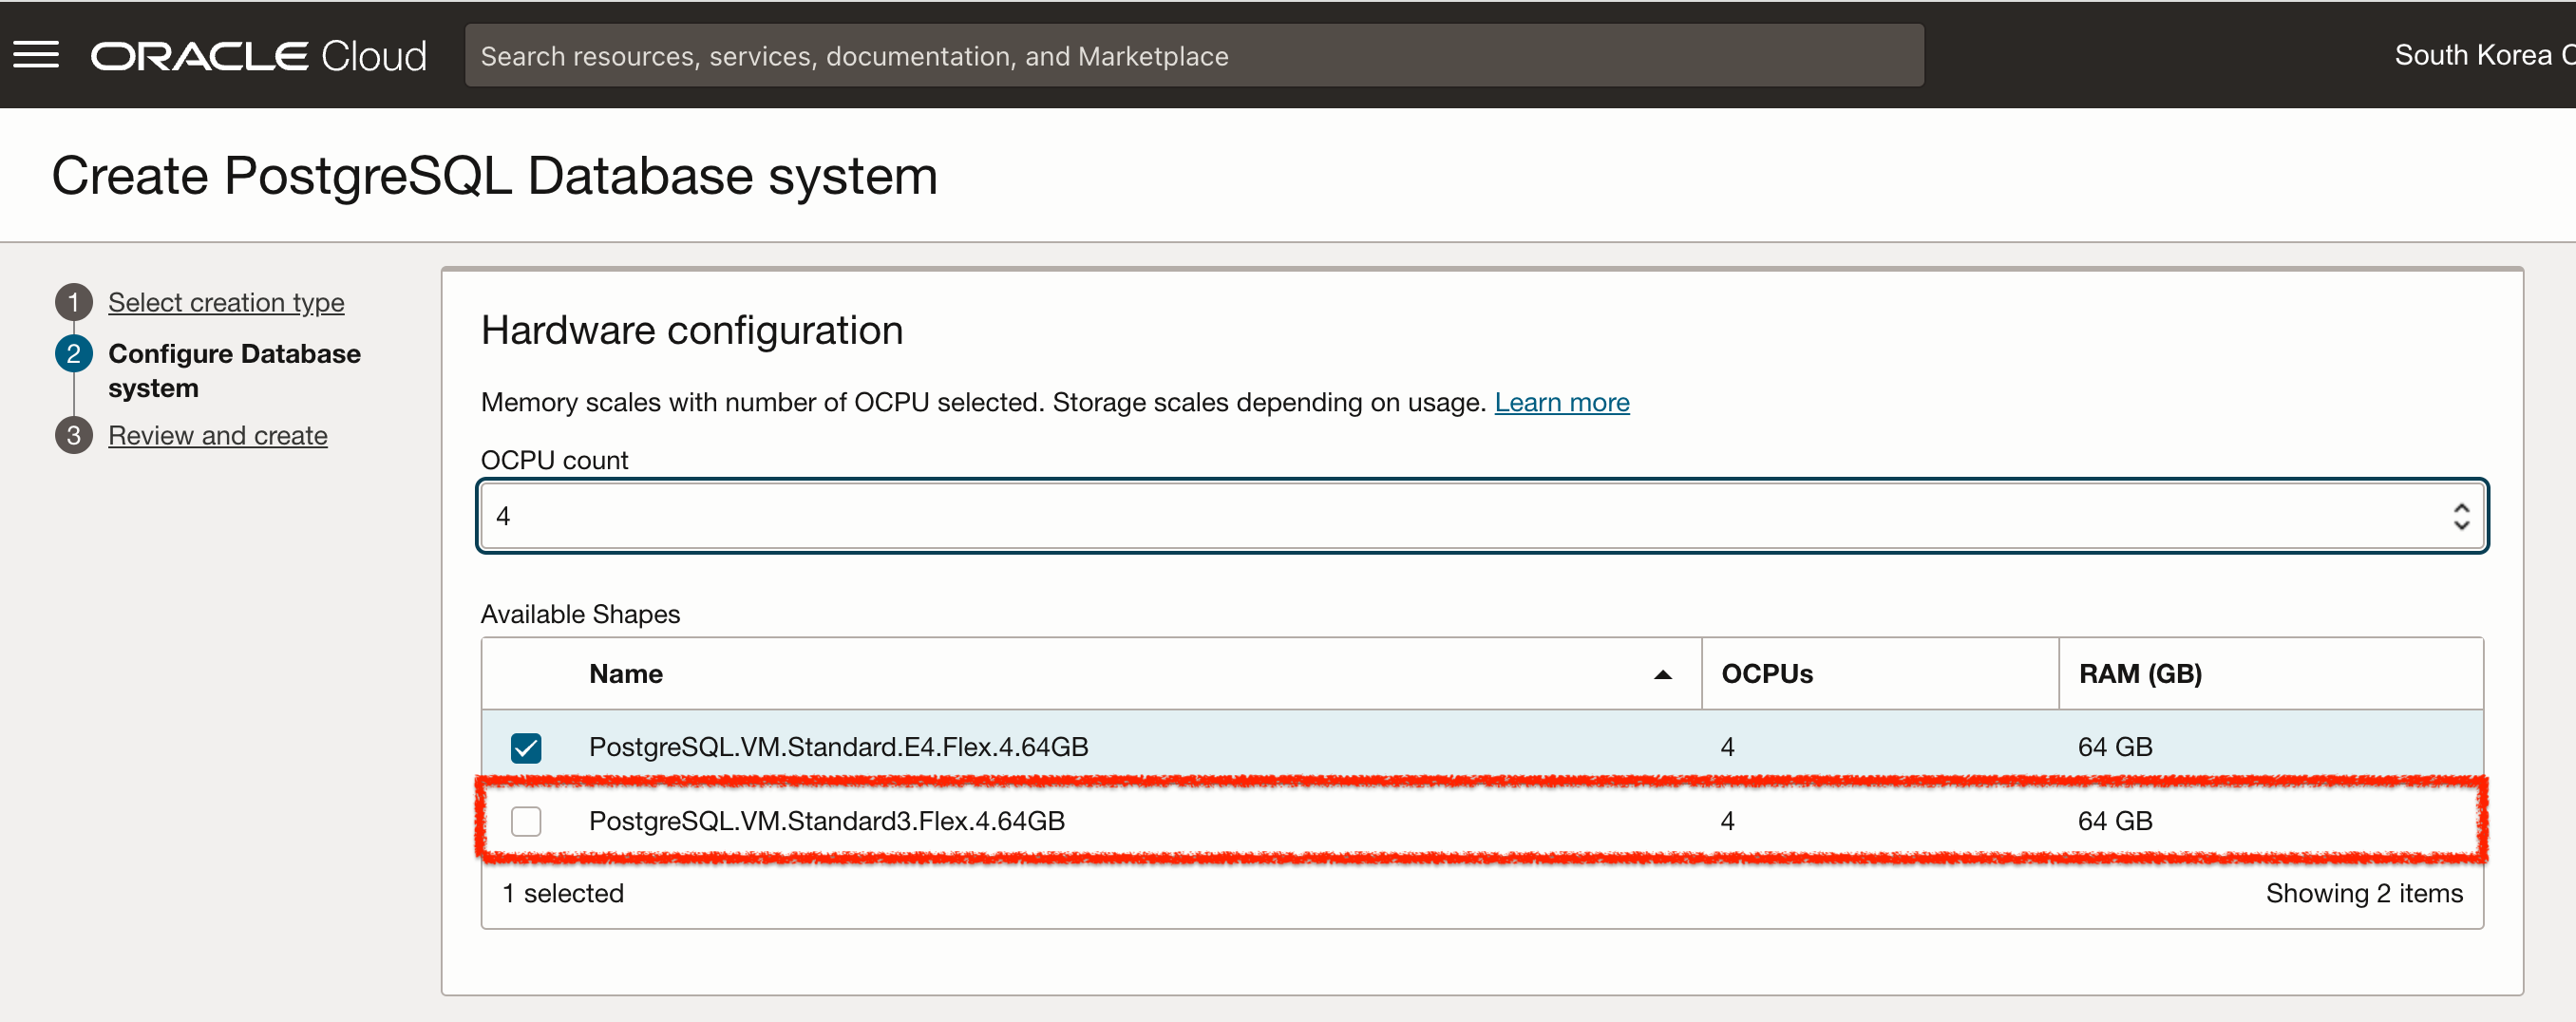 ORACLE Cloud
Search resources, services, documentation, and Marketplace
South Korea C
Create PostgreSQL Database system
1 Select creation type
2 Configure Database
system
3 Review and create
Hardware configuration
Memory scales with number of OCPU selected. Storage scales depending on usage. Learn more
OCPU count
4
Available Shapes
Name OCPUs RAM (GB)
PostgreSQL.VM.Standard.E4.Flex.4.64GB 4 64 GB
PostgreSQL.VM.Standard3.Flex.4.64GB 4 64 GB
1 selected Showing 2 items